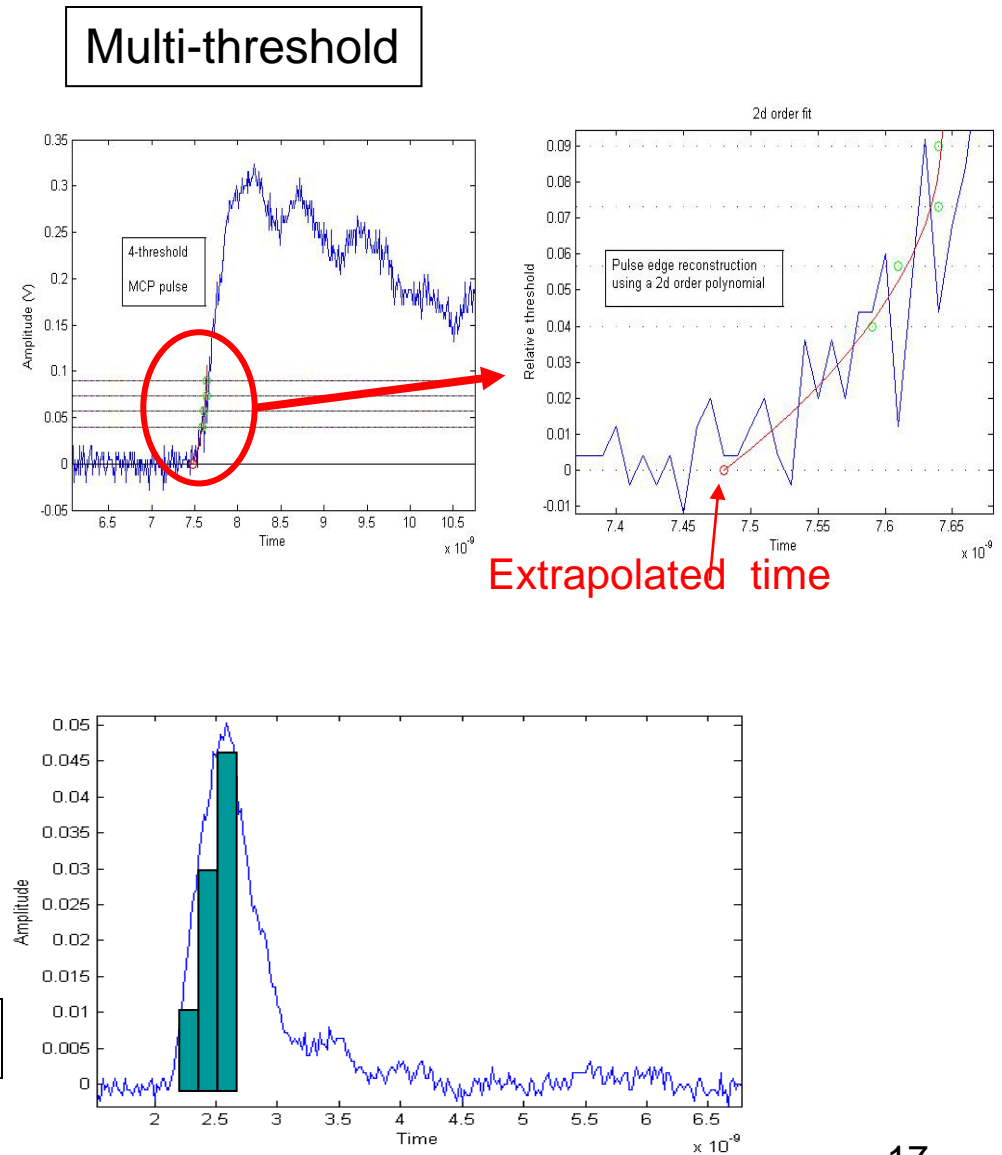 Multi-threshold
2d order fit
0.35
0.3
0.25
0.2
0.15
0.1
0.05
0
-0.05
Amplitude (V)
4-threshold
MCP pulse
6.5 7 7.5 8 8.5 9 9.5 10 10.5
Time
x 10-9
0.09
0.08
0.07
0.06
0.05
0.04
0.03
0.02
0.01
0
-0.01
Relative threshold
Pulse edge reconstruction
using a 2d order polynomial
7.4 7.45 7.5 7.55 7.6 7.65
Time
x 10-9
Extrapolated time
0.05
0.045
0.04
0.035
0.03
0.025
0.02
0.015
0.01
0.005
0
Amplitude
2 2.5 3 3.5 4 4.5 5 5.5 6 6.5
Time
x 10-9